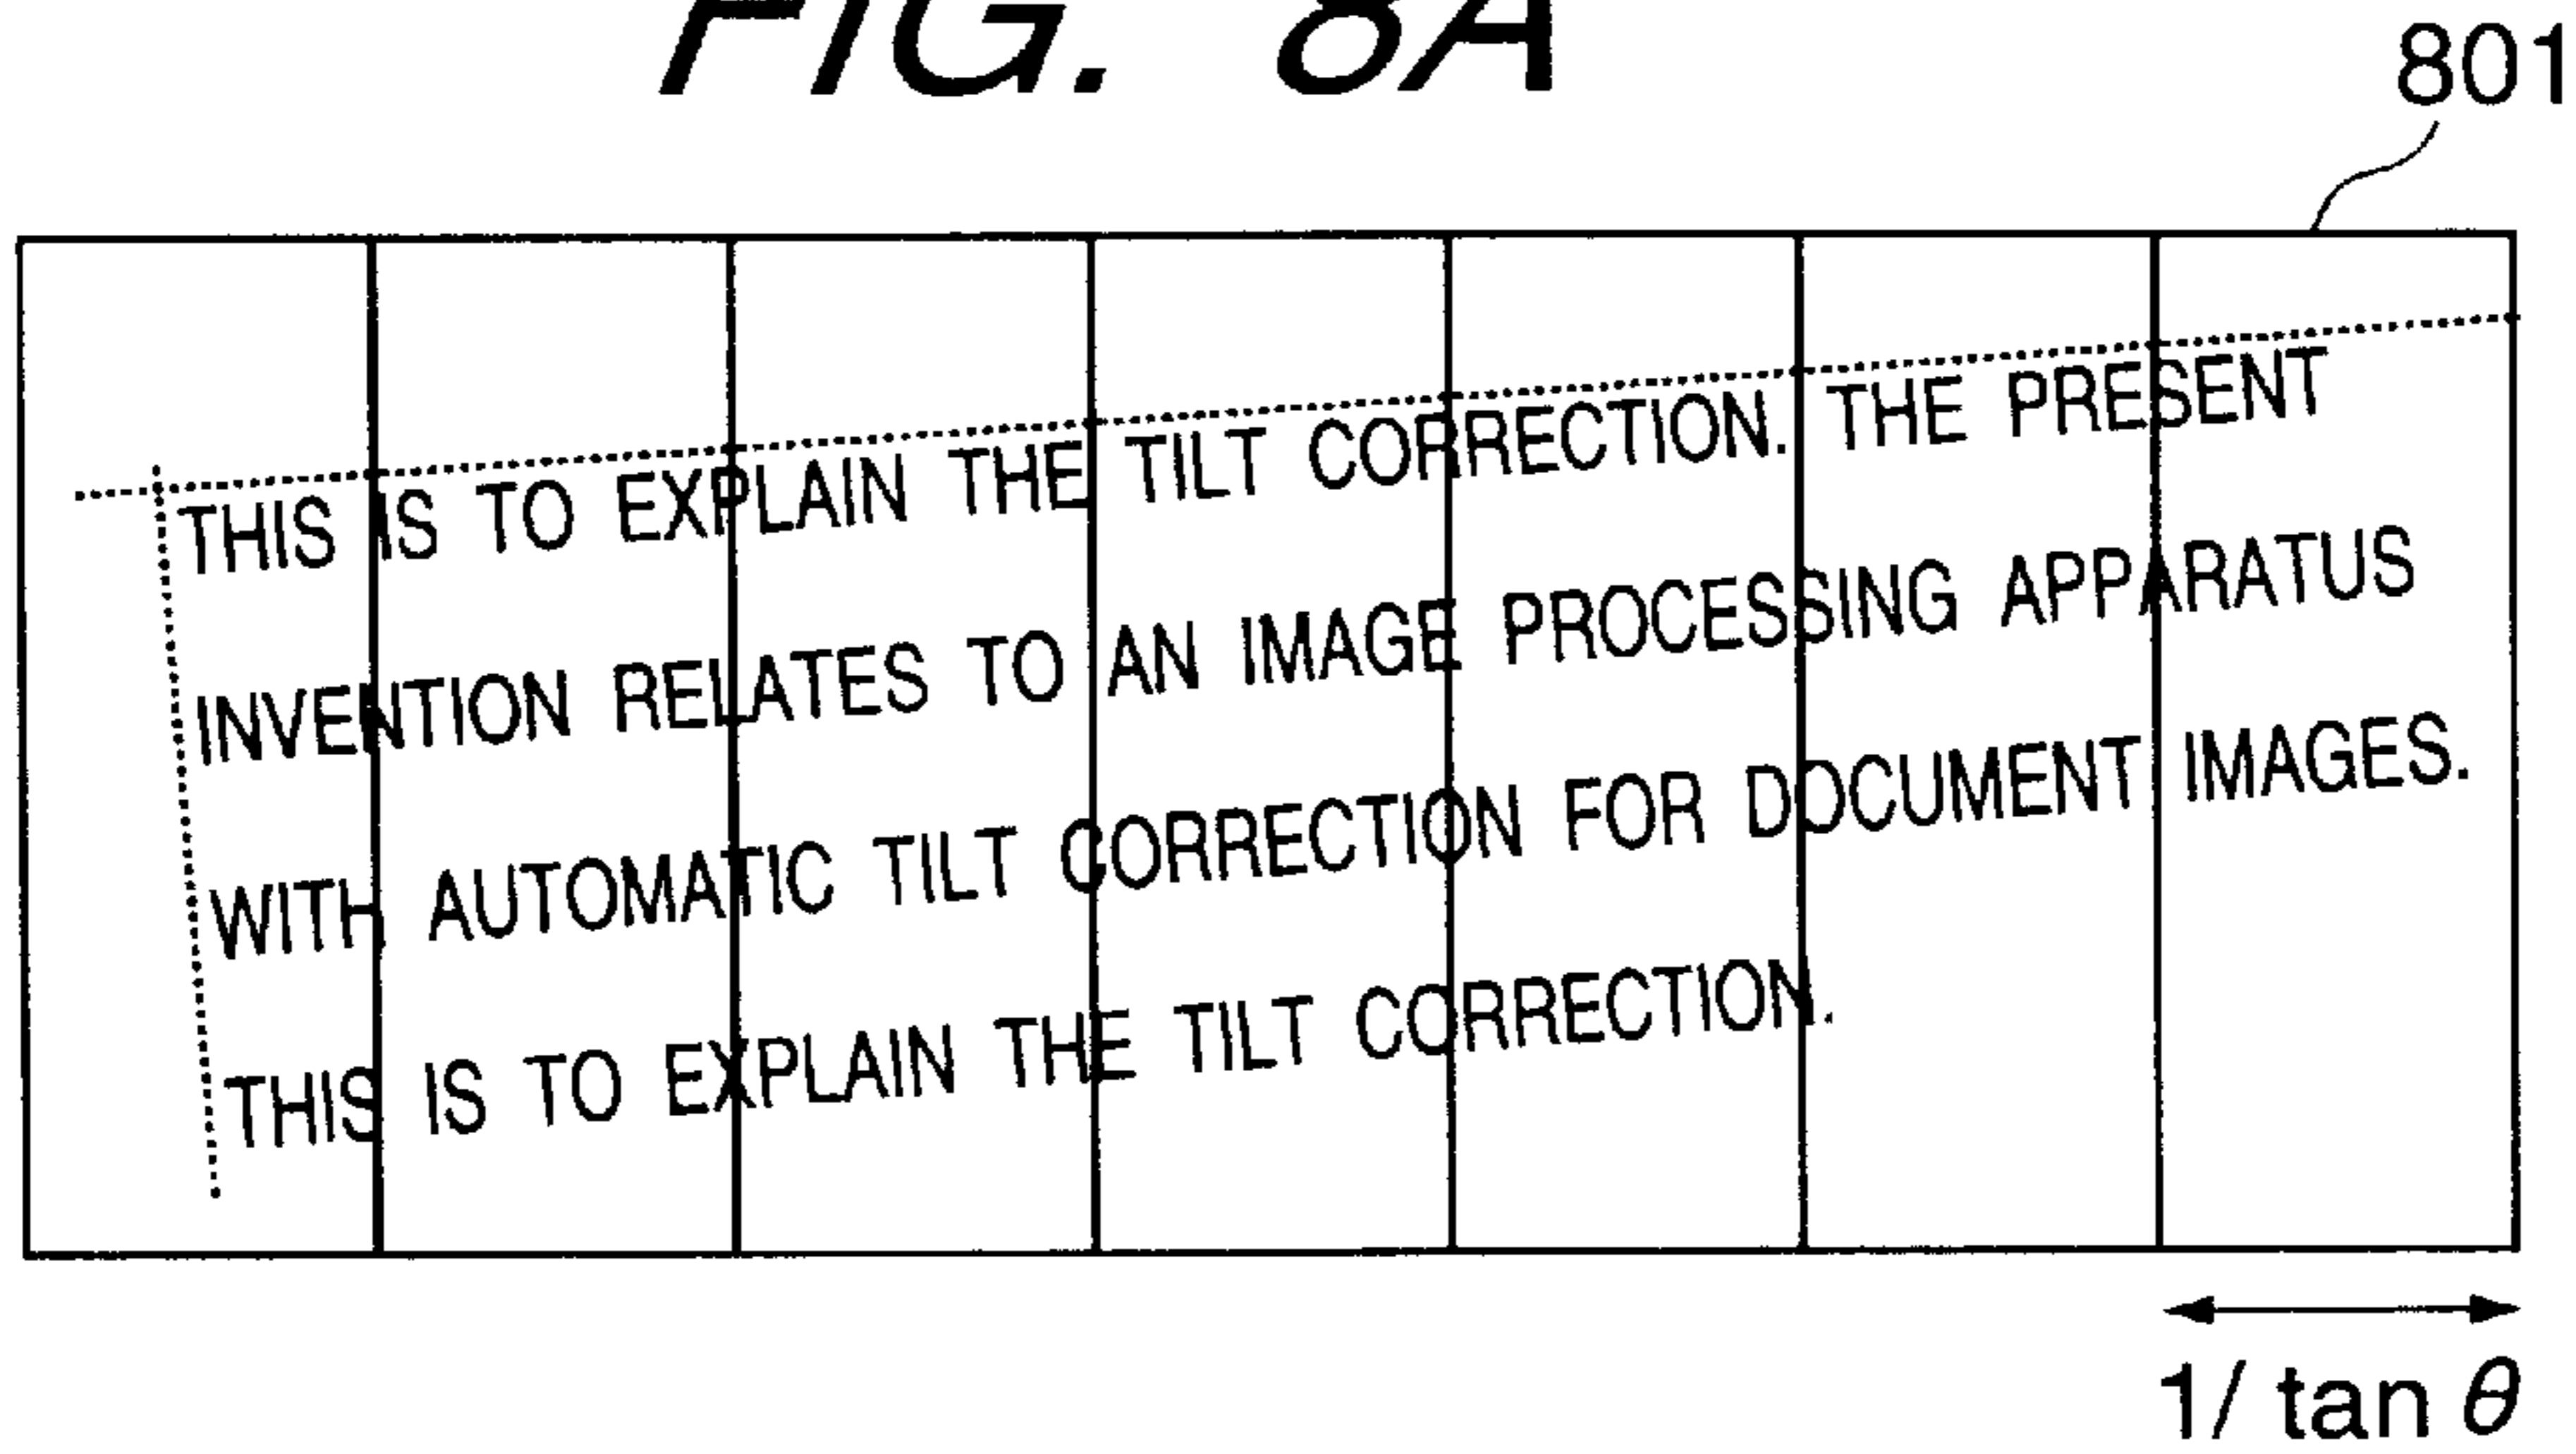 FIG. 8A
801
THIS IS TO EXPLAIN THE TILT CORRECTION. THE PRESENT
INVENTION RELATES TO AN IMAGE PROCESSING APPARATUS
WITH AUTOMATIC TILT CORRECTION FOR DOCUMENT IMAGES.
THIS IS TO EXPLAIN THE TILT CORRECTION.
1/ tan θ